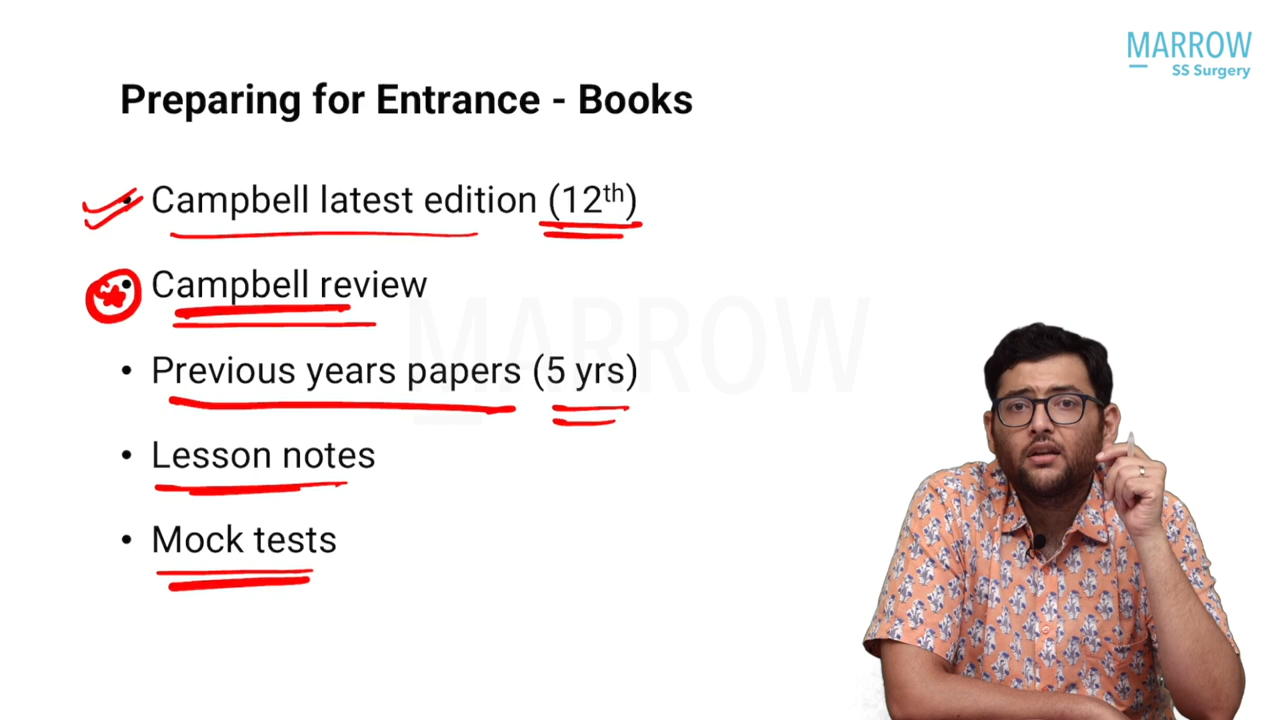 MARROW
SS Surgery
Preparing for Entrance - Books
• Campbell latest edition (12th)
• Campbell review
• Previous years papers (5 yrs)
• Lesson notes
• Mock tests
MARROW